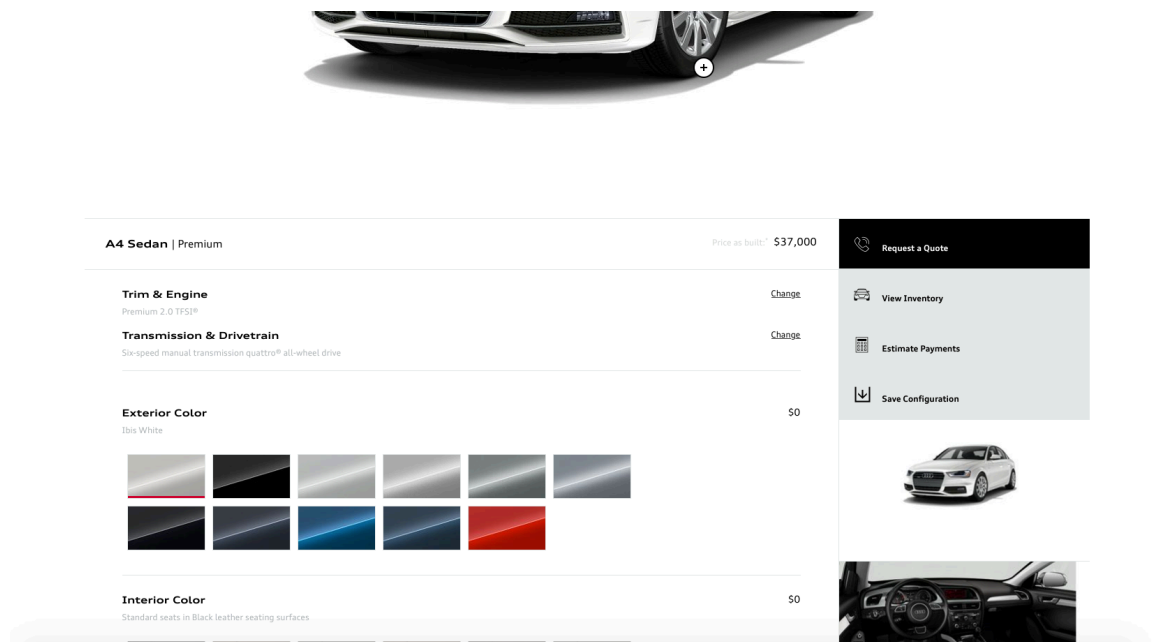 A4 Sedan | Premium
Price as built:* $37,000
Request a Quote
View Inventory
Estimate Payments
Save Configuration
Trim & Engine
Change
Premium 2.0 TFSI®
Transmission & Drivetrain
Change
Six-speed manual transmission quattro® all-wheel drive
Exterior Color
$0
Ibis White
Interior Color
$0
Standard seats in Black leather seating surfaces